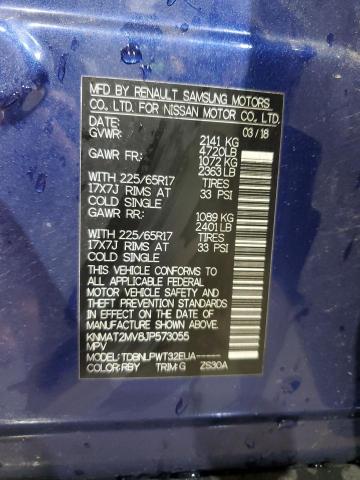 MFD BY RENAULT SAMSUNG MOTORS
CO., LTD. FOR NISSAN MOTOR CO., LTD.
DATE: 03 / 18
GVWR: 2141 KG
4720LB
GAWR FR: 1072 KG
2363 LB
WITH 225/65R17 TIRES
17X7J RIMS AT 33 PSI
COLD SINGLE
GAWR RR: 1089 KG
2401 LB
WITH 225/65R17 TIRES
17X7J RIMS AT 33 PSI
COLD SINGLE
THIS VEHICLE CONFORMS TO
ALL APPLICABLE FEDERAL
MOTOR VEHICLE SAFETY, BUMPER
AND THEFT PREVENTION STANDARDS
IN EFFECT ON THE DATE OF
MANUFACTURE SHOWN ABOVE.
KNMAT2MV8JP573055
MPV
MODEL:TDBNLPWT32EUA-----
COLOR:RBY TRIM:G ZS30A